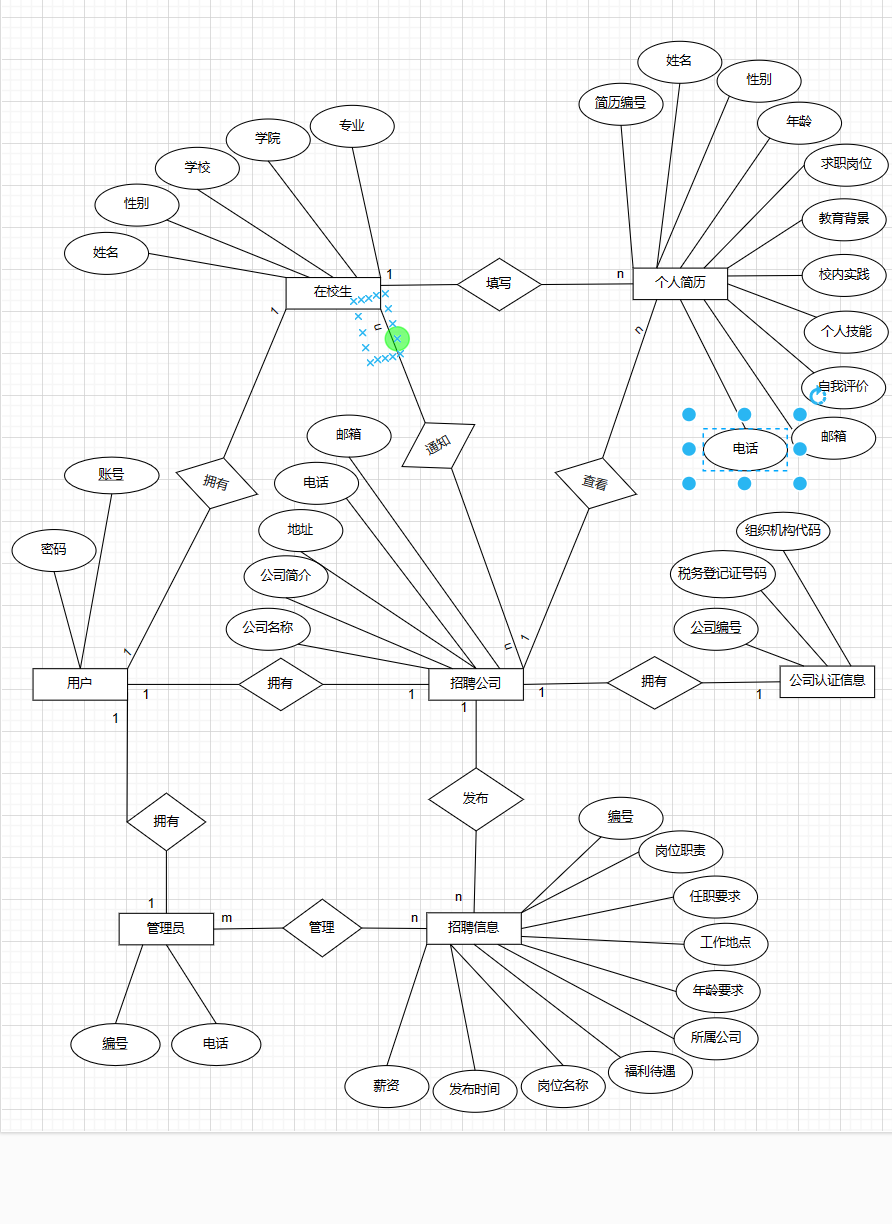 姓名
性别
简历编号
专业
年龄
学院
求职岗位
学校
性别
教育背景
姓名
1
n
校内实践
在校生
填写
个人简历
1
n
n
个人技能
自我评价
邮箱
通知
电话
邮箱
账号
拥有
电话
查看
组织机构代码
密码
地址
税务登记证号码
公司简介
公司名称
公司编号
1
n
1
用户
拥有
招聘公司
拥有
公司认证信息
1
1
1
1
1
1
发布
编号
拥有
岗位职责
任职要求
1
m
n
n
管理员
管理
招聘信息
工作地点
年龄要求
编号
电话
所属公司
薪资
发布时间
岗位名称
福利待遇